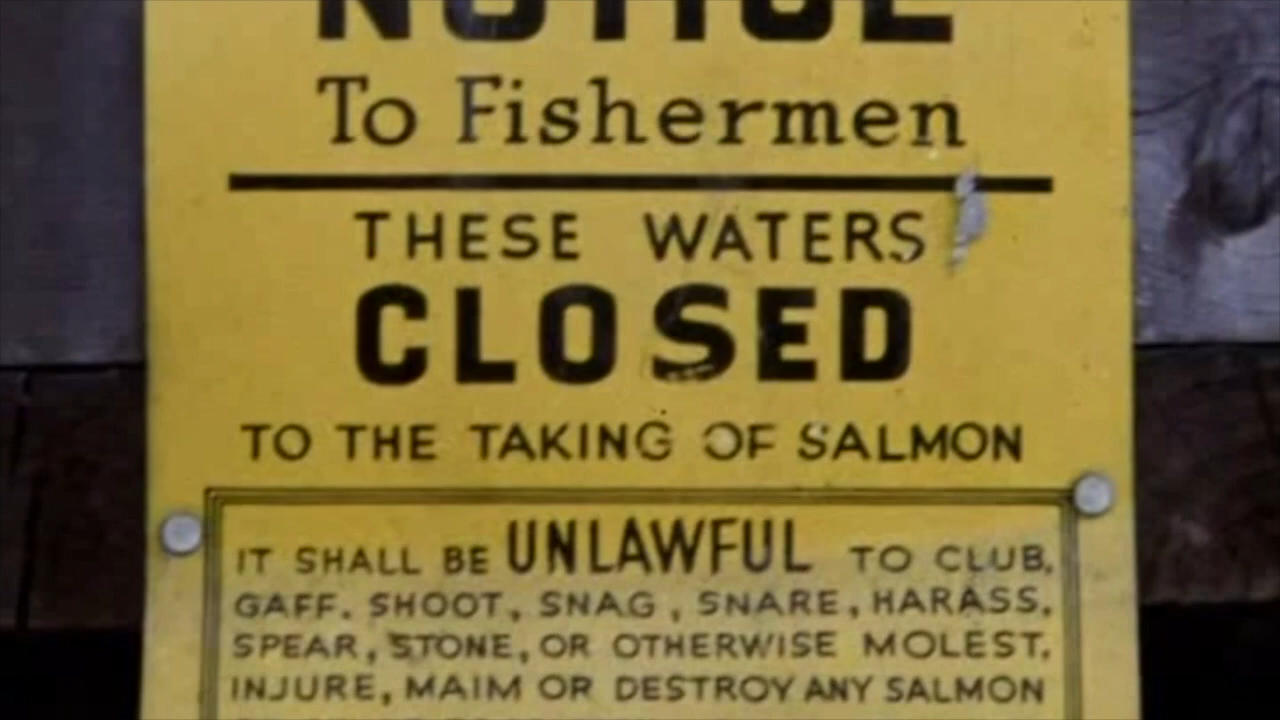 NOTICE
To Fishermen
THESE WATERS
CLOSED
TO THE TAKING OF SALMON
IT SHALL BE UNLAWFUL TO CLUB,
GAFF, SHOOT, SNAG, SNARE, HARASS,
SPEAR, STONE, OR OTHERWISE MOLEST,
INJURE, MAIM OR DESTROY ANY SALMON